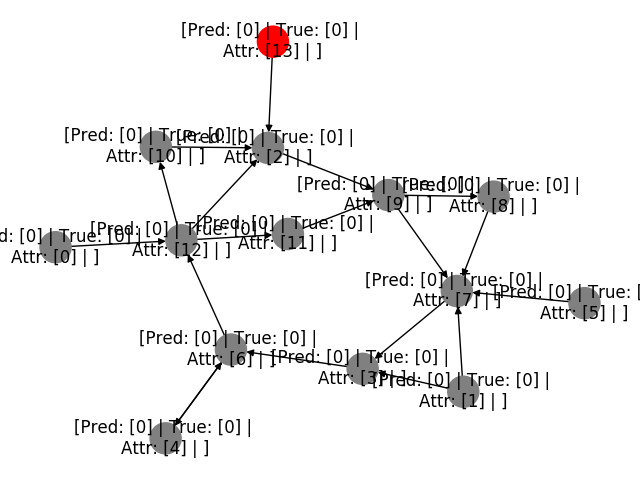 [Pred: [0] | True: [0] |
Attr: [13] | ]
[Pred: [0] | True: [0] |
Attr: [10] | ]
[Pred: [0] | True: [0] |
Attr: [2] | ]
[Pred: [0] | True: [0] |
Attr: [9] | ]
[Pred: [0] | True: [0] |
Attr: [8] | ]
d: [0] | True: [0] |
Attr: [0] | ]
[Pred: [0] | True: [0] |
Attr: [12] | ]
[Pred: [0] | True: [0] |
Attr: [11] | ]
[Pred: [0] | True: [0] |
Attr: [7] | ]
[Pred: [0] | True: [
Attr: [5] | ]
[Pred: [0] | True: [0] |
Attr: [6] | ]
[Pred: [0] | True: [0] |
Attr: [3] | ]
[Pred: [0] | True: [0] |
Attr: [1] | ]
[Pred: [0] | True: [0] |
Attr: [4] | ]